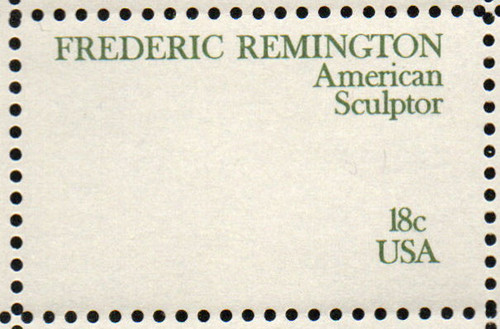 FREDERIC REMINGTON
American
Sculptor
18c
USA